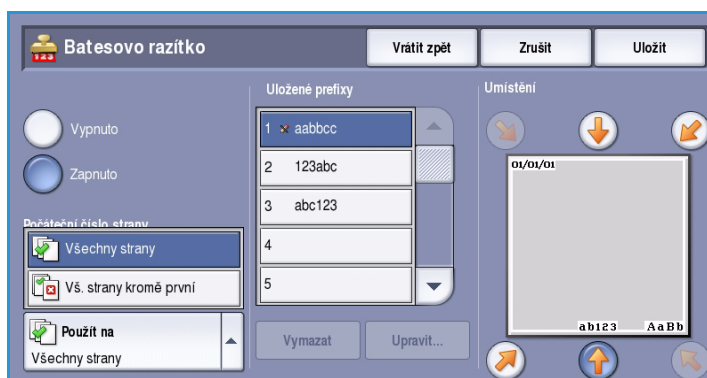 123
Batesovo razítko
Vrátit zpět
Zrušit
Uložit
Uložené prefixy
Umístění
Vypnuto
Zapnuto
1 aabbcc
2 123abc
3 abc123
4
5
01/01/01
ab123 AaBb
Počáteční číslo strany
Všechny strany
Vš. strany kromě první
Použít na
Všechny strany
Vymazat
Upravit...